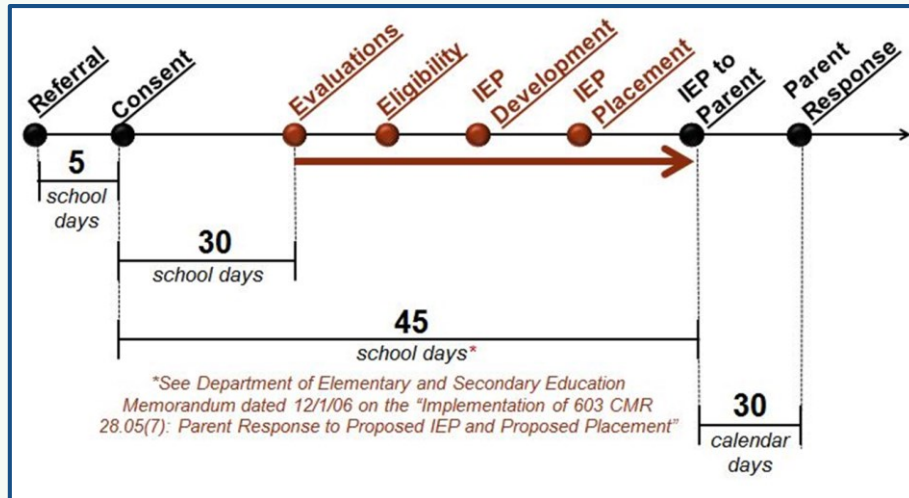 Referral
Consent
Evaluations
Eligibility
IEP
Development
IEP
Placement
IEP to
Parent
Parent
Response
5
school
days
30
school days
45
school days*
*See Department of Elementary and Secondary Education
Memorandum dated 12/1/06 on the “Implementation of 603 CMR
28.05(7): Parent Response to Proposed IEP and Proposed Placement”
30
calendar
days